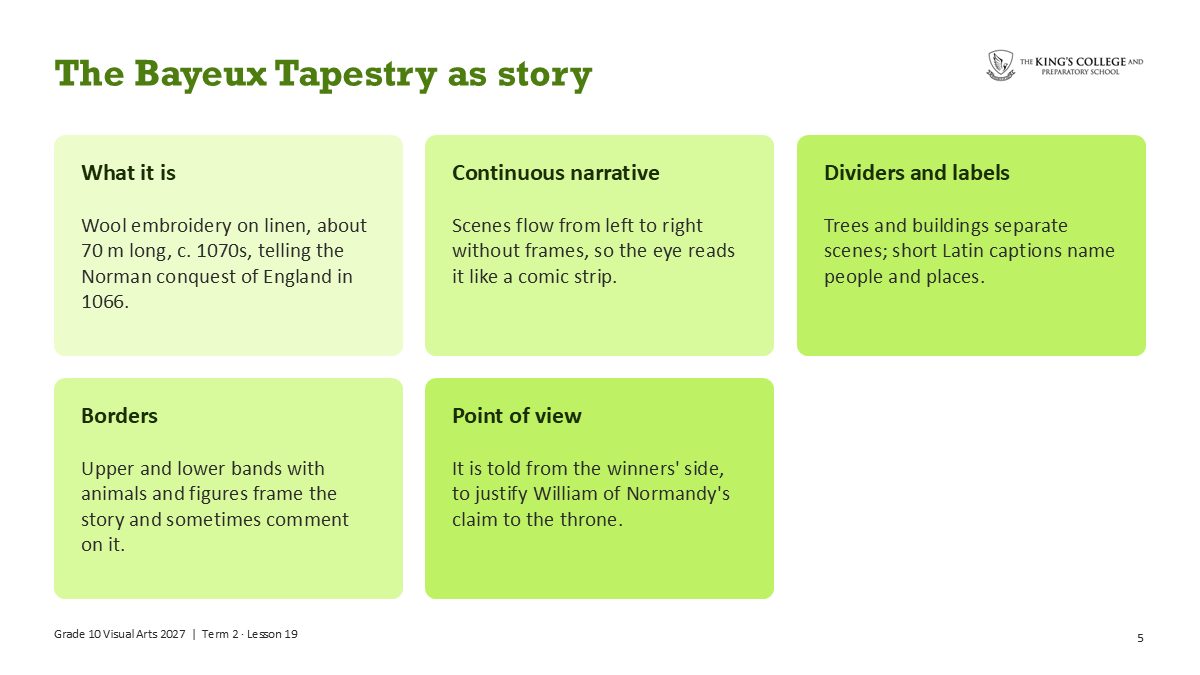 The Bayeux Tapestry as story
THE KING'S COLLEGE AND
PREPARATORY SCHOOL
What it is
Wool embroidery on linen, about
70 m long, c. 1070s, telling the
Norman conquest of England in
1066.
Continuous narrative
Scenes flow from left to right
without frames, so the eye reads
it like a comic strip.
Dividers and labels
Trees and buildings separate
scenes; short Latin captions name
people and places.
Borders
Upper and lower bands with
animals and figures frame the
story and sometimes comment
on it.
Point of view
It is told from the winners' side,
to justify William of Normandy's
claim to the throne.
Grade 10 Visual Arts 2027 | Term 2 · Lesson 19
5